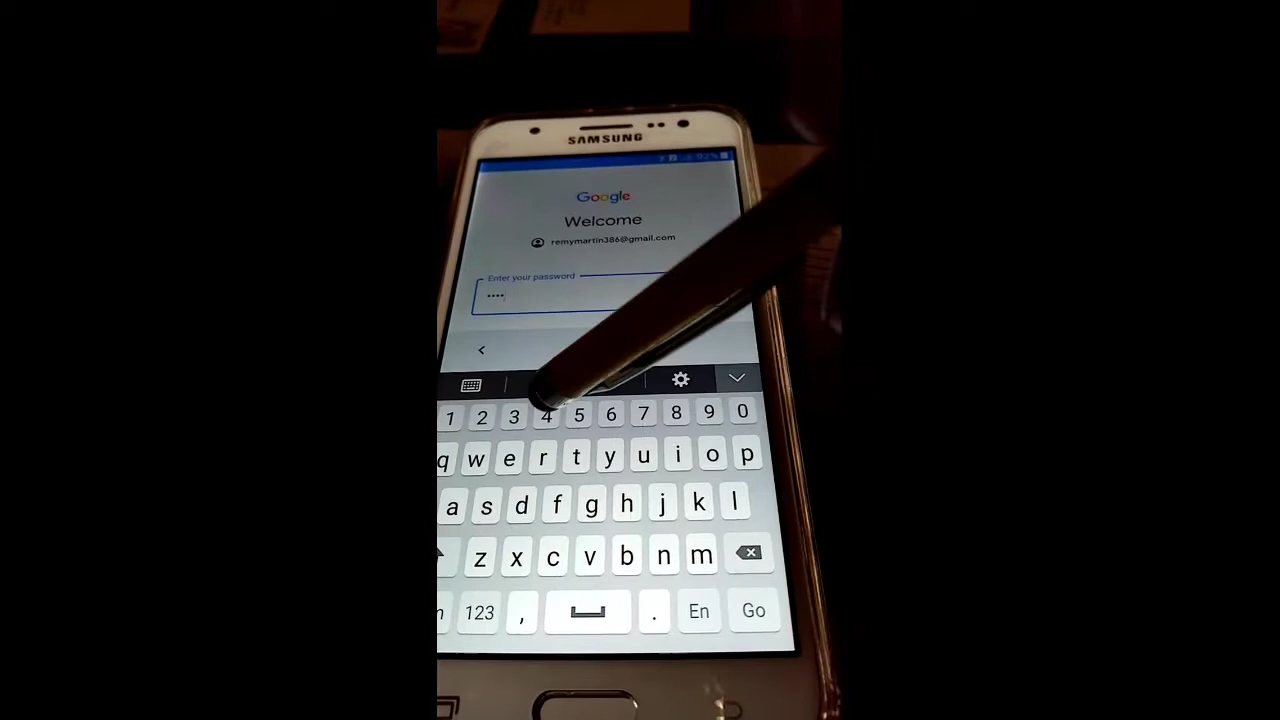 SAMSUNG
92%
Google
Welcome
remymartin386@gmail.com
Enter your password
••••
1 2 3 4 5 6 7 8 9 0
q w e r t y u i o p
a s d f g h j k l
z x c v b n m
123 , . En Go